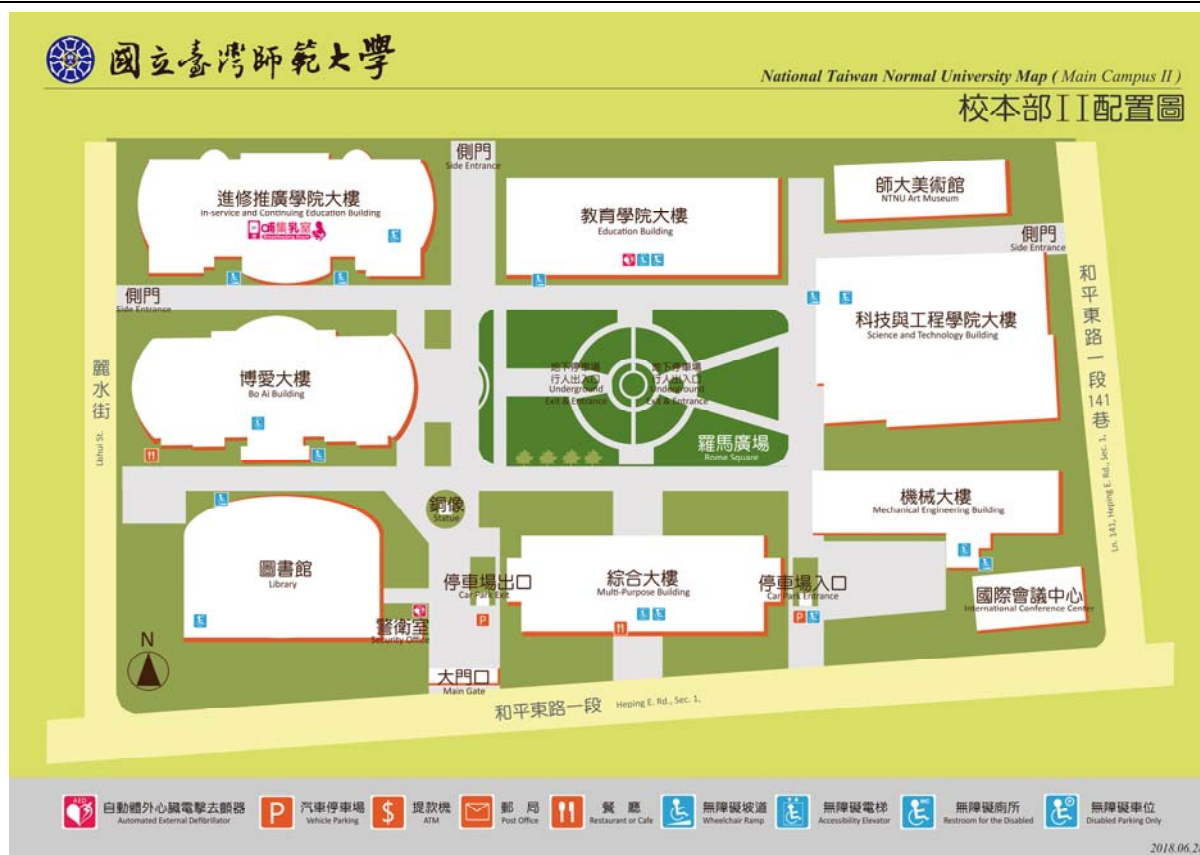 國立臺灣師範大學
National Taiwan Normal University Map ( Main Campus II )
校本部II配置圖
側門
Side Entrance
進修推廣學院大樓
In-service and Continuing Education Building
哺集乳室
教育學院大樓
Education Building
師大美術館
NTNU Art Museum
側門
Side Entrance
側門
Side Entrance
科技與工程學院大樓
Science and Technology Building
和平東路一段141巷
Ln. 141, Heping E. Rd., Sec. 1,
麗水街
Lishui St.
博愛大樓
Bo Ai Building
地下停車場
行人出入口
Underground
Exit & Entrance
地下停車場
行人出入口
Underground
Exit & Entrance
羅馬廣場
Rome Square
銅像
Statue
機械大樓
Mechanical Engineering Building
圖書館
Library
停車場出口
Car Park Exit
綜合大樓
Multi-Purpose Building
停車場入口
Car Park Entrance
國際會議中心
International Conference Center
警衛室
Security Office
N
大門口
Main Gate
和平東路一段 Heping E. Rd., Sec. 1,
AED
自動體外心臟電擊去顫器
Automated External Defibrillator
P
汽車停車場
Vehicle Parking
$
提款機
ATM
郵局
Post Office
餐廳
Restaurant or Cafe
無障礙坡道
Wheelchair Ramp
無障礙電梯
Accessibility Elevator
無障礙廁所
Restroom for the Disabled
無障礙車位
Disabled Parking Only